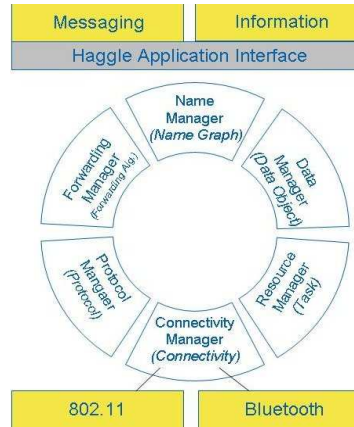 Messaging
Information
Haggle Application Interface
Name
Manager
(Name Graph)
Forwarding
Manager
(Forwarding Alg.)
Data
Manager
(Data Object)
Protocol
Mangaer
(Protocol)
Resource
Manager
(Task)
Connectivity
Manager
(Connectivity)
802.11
Bluetooth